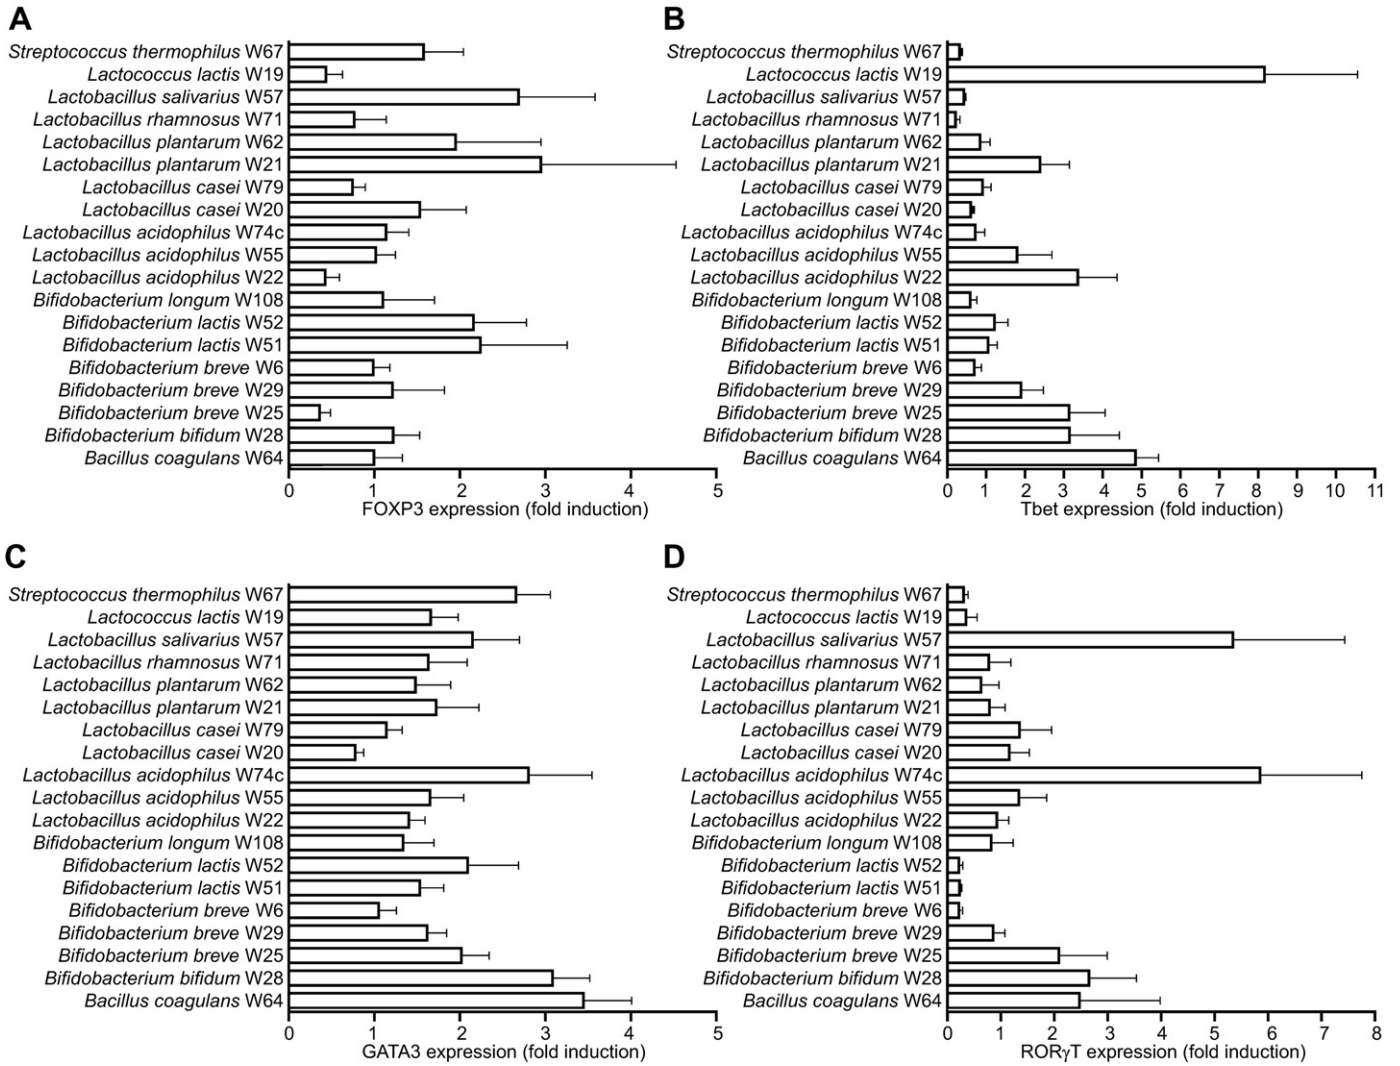 A
Streptococcus thermophilus W67
Lactococcus lactis W19
Lactobacillus salivarius W57
Lactobacillus rhamnosus W71
Lactobacillus plantarum W62
Lactobacillus plantarum W21
Lactobacillus casei W79
Lactobacillus casei W20
Lactobacillus acidophilus W74c
Lactobacillus acidophilus W55
Lactobacillus acidophilus W22
Bifidobacterium longum W108
Bifidobacterium lactis W52
Bifidobacterium lactis W51
Bifidobacterium breve W6
Bifidobacterium breve W29
Bifidobacterium breve W25
Bifidobacterium bifidum W28
Bacillus coagulans W64
0 1 2 3 4 5
FOXP3 expression (fold induction)
B
Streptococcus thermophilus W67
Lactococcus lactis W19
Lactobacillus salivarius W57
Lactobacillus rhamnosus W71
Lactobacillus plantarum W62
Lactobacillus plantarum W21
Lactobacillus casei W79
Lactobacillus casei W20
Lactobacillus acidophilus W74c
Lactobacillus acidophilus W55
Lactobacillus acidophilus W22
Bifidobacterium longum W108
Bifidobacterium lactis W52
Bifidobacterium lactis W51
Bifidobacterium breve W6
Bifidobacterium breve W29
Bifidobacterium breve W25
Bifidobacterium bifidum W28
Bacillus coagulans W64
0 1 2 3 4 5 6 7 8 9 10 11
Tbet expression (fold induction)
C
Streptococcus thermophilus W67
Lactococcus lactis W19
Lactobacillus salivarius W57
Lactobacillus rhamnosus W71
Lactobacillus plantarum W62
Lactobacillus plantarum W21
Lactobacillus casei W79
Lactobacillus casei W20
Lactobacillus acidophilus W74c
Lactobacillus acidophilus W55
Lactobacillus acidophilus W22
Bifidobacterium longum W108
Bifidobacterium lactis W52
Bifidobacterium lactis W51
Bifidobacterium breve W6
Bifidobacterium breve W29
Bifidobacterium breve W25
Bifidobacterium bifidum W28
Bacillus coagulans W64
0 1 2 3 4 5
GATA3 expression (fold induction)
D
Streptococcus thermophilus W67
Lactococcus lactis W19
Lactobacillus salivarius W57
Lactobacillus rhamnosus W71
Lactobacillus plantarum W62
Lactobacillus plantarum W21
Lactobacillus casei W79
Lactobacillus casei W20
Lactobacillus acidophilus W74c
Lactobacillus acidophilus W55
Lactobacillus acidophilus W22
Bifidobacterium longum W108
Bifidobacterium lactis W52
Bifidobacterium lactis W51
Bifidobacterium breve W6
Bifidobacterium breve W29
Bifidobacterium breve W25
Bifidobacterium bifidum W28
Bacillus coagulans W64
0 1 2 3 4 5 6 7 8
RORγT expression (fold induction)